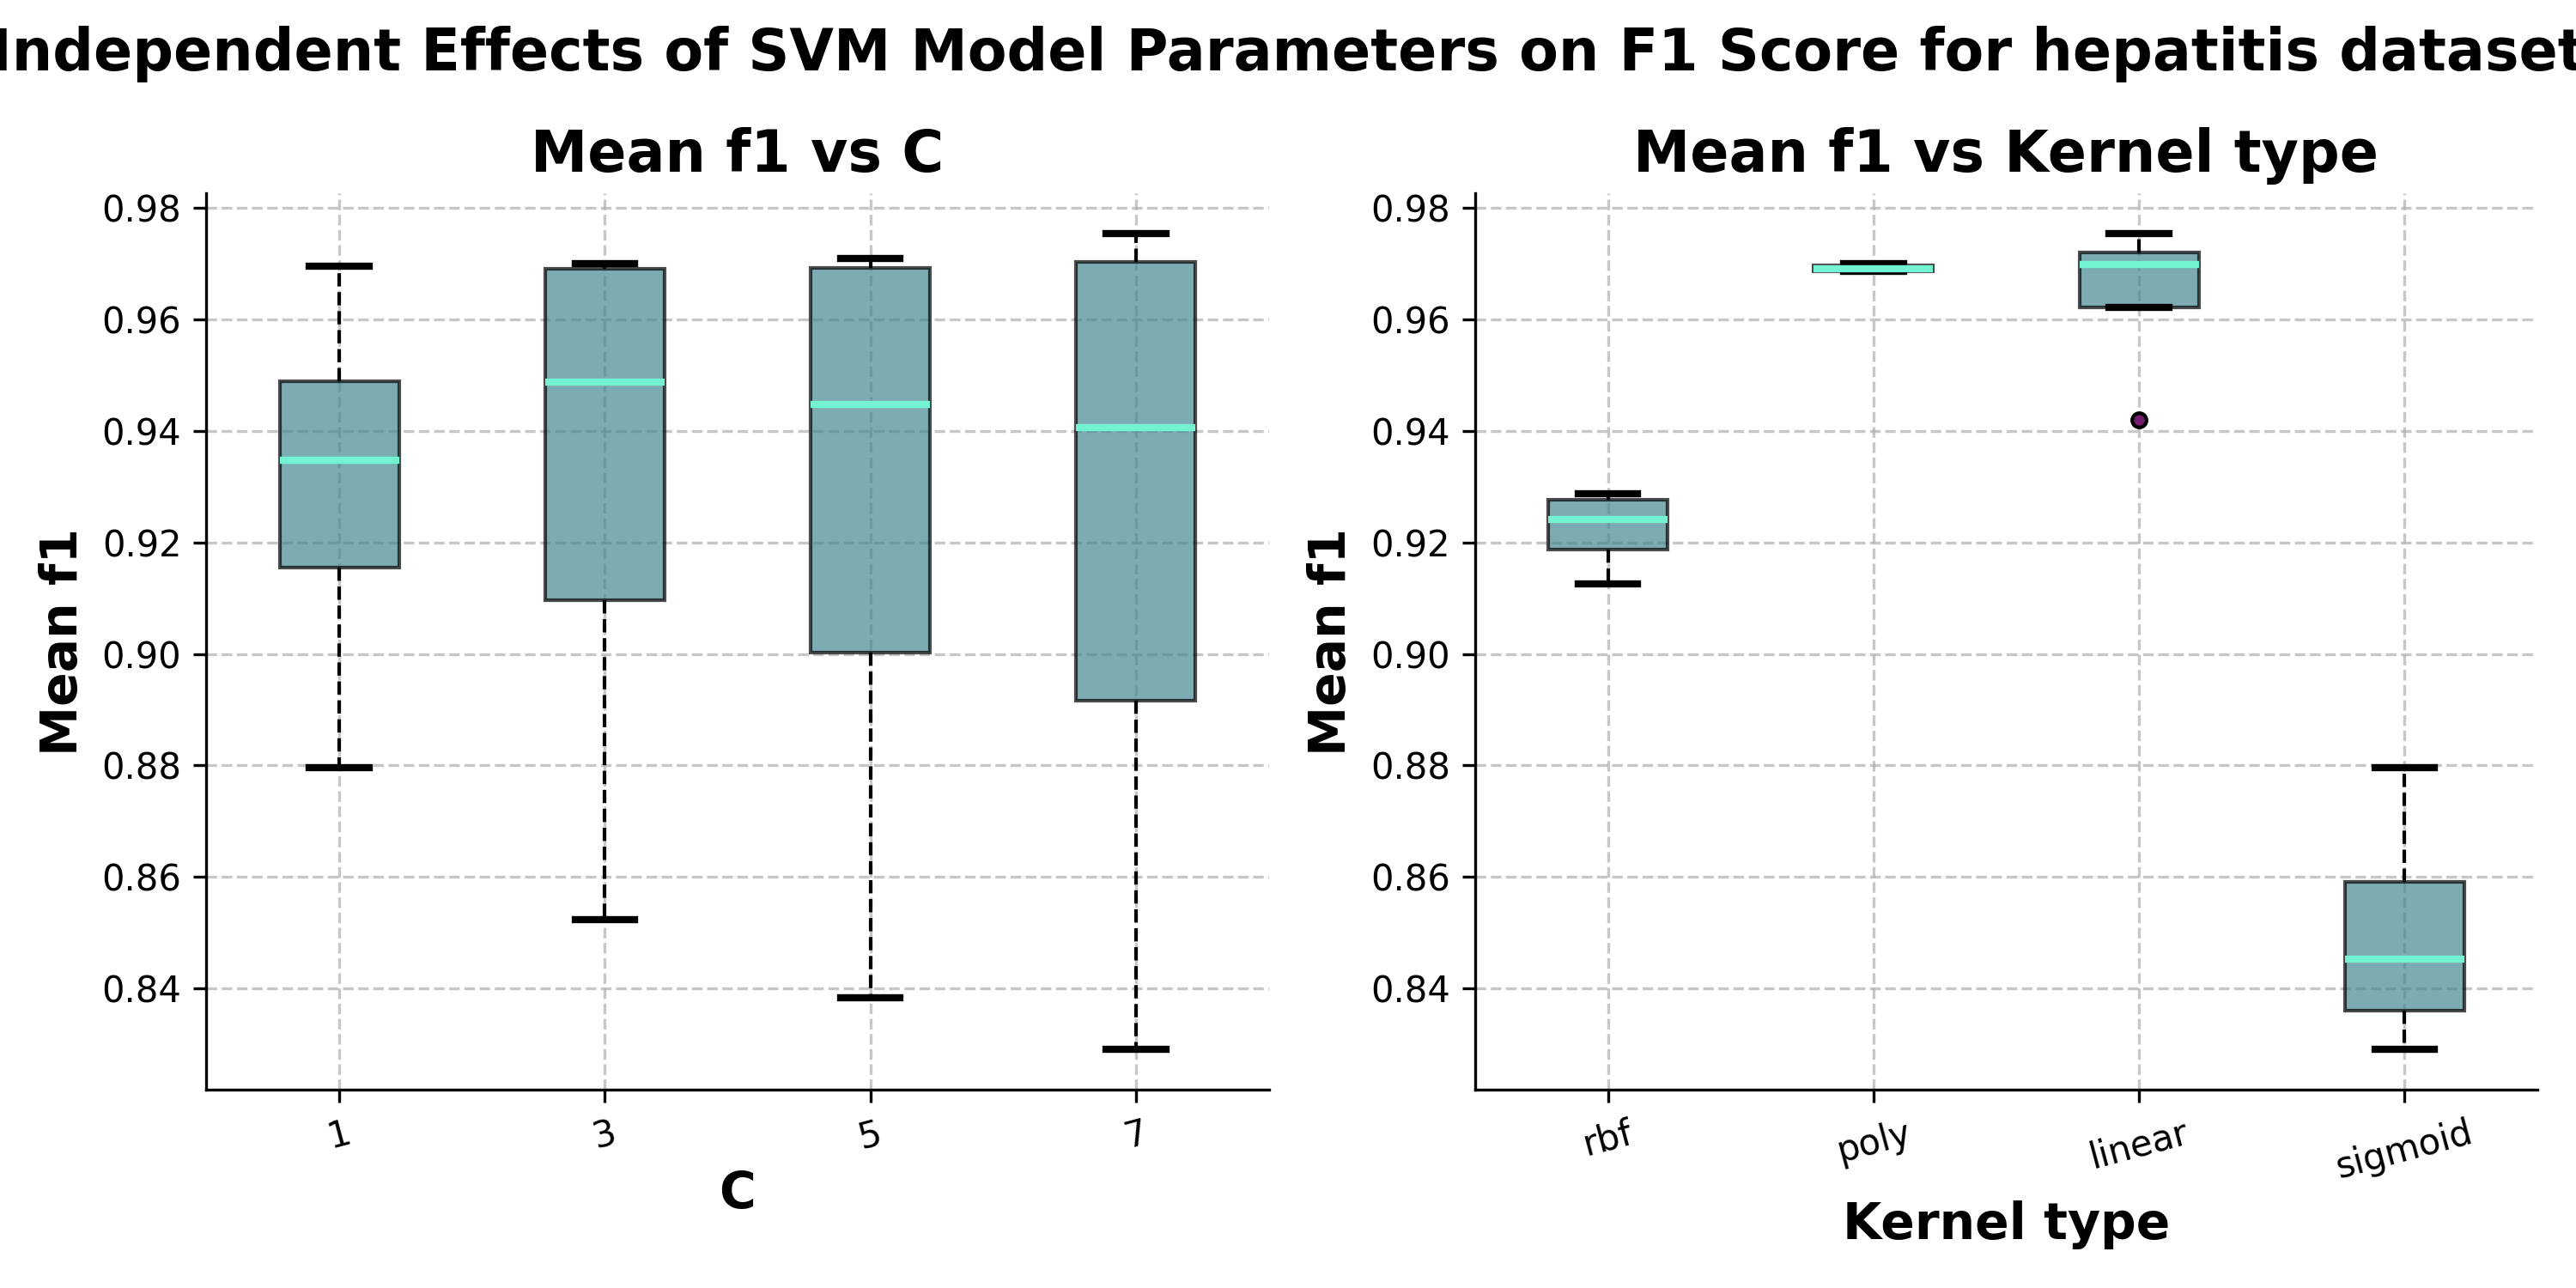 Independent Effects of SVM Model Parameters on F1 Score for hepatitis dataset
Mean f1 vs C
0.98
0.96
0.94
0.92
0.90
0.88
0.86
0.84
Mean f1
1
3
5
7
C
Mean f1 vs Kernel type
0.98
0.96
0.94
0.92
0.90
0.88
0.86
0.84
Mean f1
rbf
poly
linear
sigmoid
Kernel type